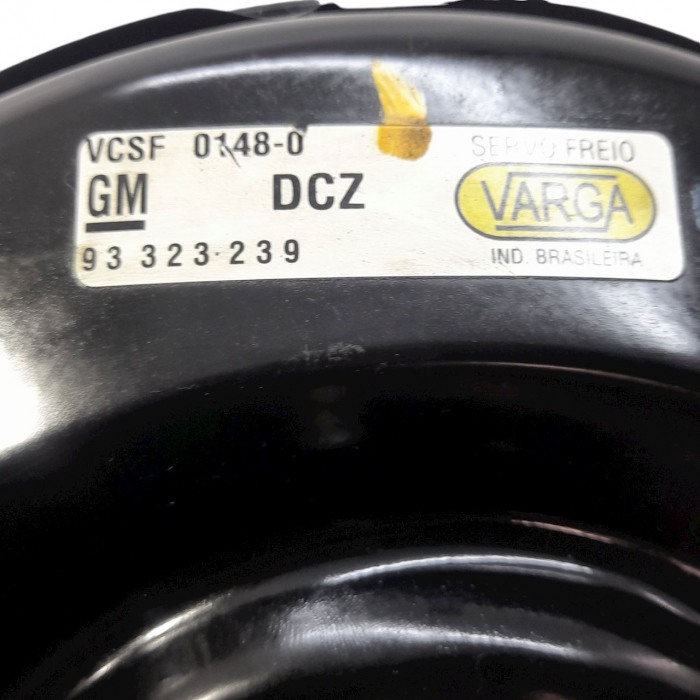 VCSF 0148-0
GM DCZ
93 323 239
SERVO FREIO
VARGA
IND. BRASILEIRA